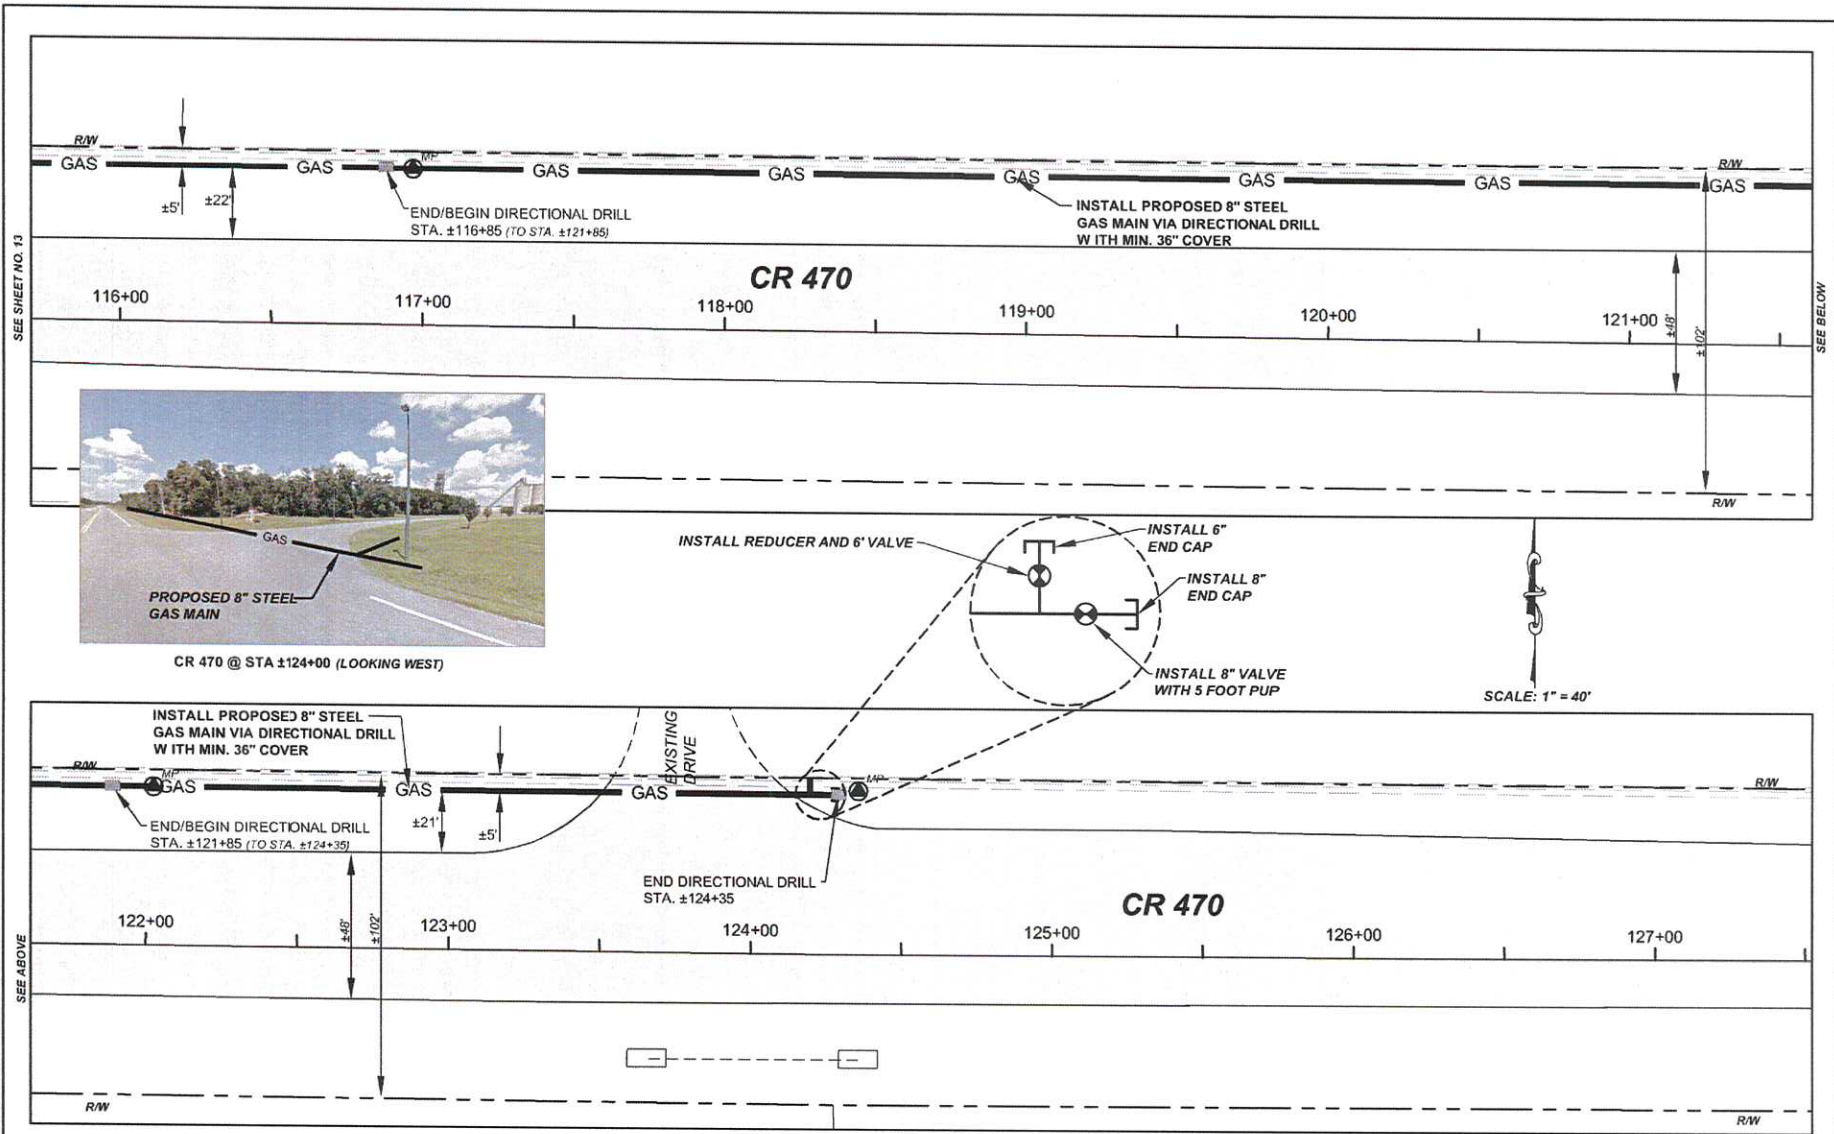 R/W
GAS
GAS
MP
GAS
GAS
GAS
GAS
GAS
R/W
GAS
±5'
±22'
END/BEGIN DIRECTIONAL DRILL
STA. ±116+85 (TO STA. ±121+85)
INSTALL PROPOSED 8" STEEL
GAS MAIN VIA DIRECTIONAL DRILL
W ITH MIN. 36" COVER
SEE SHEET NO. 13
CR 470
116+00
117+00
118+00
119+00
120+00
121+00
±48'
±102'
SEE BELOW
R/W
GAS
PROPOSED 8" STEEL
GAS MAIN
CR 470 @ STA ±124+00 (LOOKING WEST)
INSTALL REDUCER AND 6' VALVE
INSTALL 6"
END CAP
INSTALL 8"
END CAP
INSTALL 8" VALVE
WITH 5 FOOT PUP
SCALE: 1" = 40'
INSTALL PROPOSED 8" STEEL
GAS MAIN VIA DIRECTIONAL DRILL
W ITH MIN. 36" COVER
EXISTING
DRIVE
R/W
MP
GAS
GAS
GAS
MP
R/W
END/BEGIN DIRECTIONAL DRILL
STA. ±121+85 (TO STA. ±124+35)
±21'
±5'
END DIRECTIONAL DRILL
STA. ±124+35
CR 470
SEE ABOVE
122+00
±48'
±102'
123+00
124+00
125+00
126+00
127+00
R/W
R/W